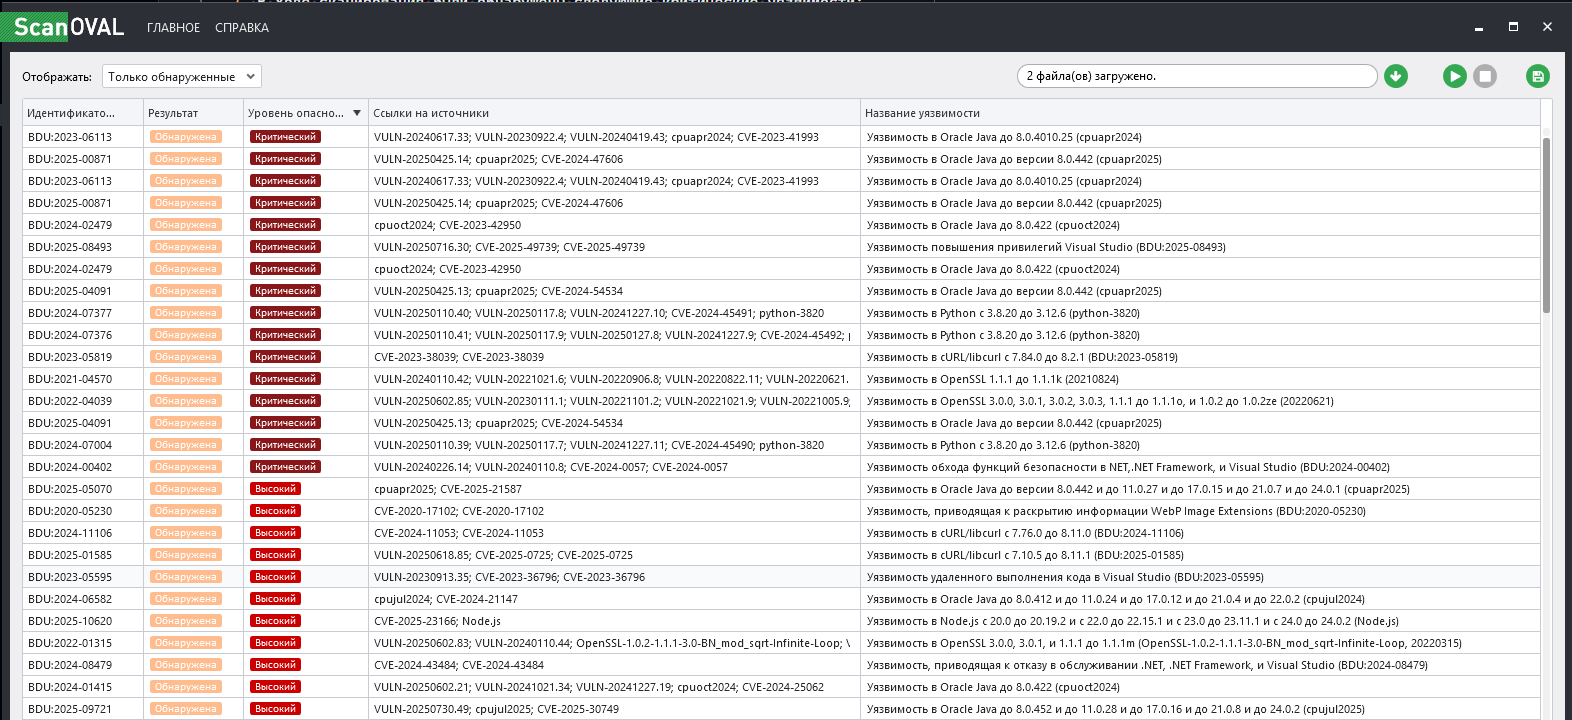 ScanOVAL ГЛАВНОЕ СПРАВКА
Отображать: Только обнаруженные 2 файла(ов) загружено.
Идентификато... Результат Уровень опасно... Ссылки на источники Название уязвимости
BDU:2023-06113 Обнаружена Критический VULN-20240617.33; VULN-20230922.4; VULN-20240419.43; cpuapr2024; CVE-2023-41993 Уязвимость в Oracle Java до 8.0.4010.25 (cpuapr2024)
BDU:2025-00871 Обнаружена Критический VULN-20250425.14; cpuapr2025; CVE-2024-47606 Уязвимость в Oracle Java до версии 8.0.442 (cpuapr2025)
BDU:2023-06113 Обнаружена Критический VULN-20240617.33; VULN-20230922.4; VULN-20240419.43; cpuapr2024; CVE-2023-41993 Уязвимость в Oracle Java до 8.0.4010.25 (cpuapr2024)
BDU:2025-00871 Обнаружена Критический VULN-20250425.14; cpuapr2025; CVE-2024-47606 Уязвимость в Oracle Java до версии 8.0.442 (cpuapr2025)
BDU:2024-02479 Обнаружена Критический cpuoct2024; CVE-2023-42950 Уязвимость в Oracle Java до 8.0.422 (cpuoct2024)
BDU:2025-08493 Обнаружена Критический VULN-20250716.30; CVE-2025-49739; CVE-2025-49739 Уязвимость повышения привилегий Visual Studio (BDU:2025-08493)
BDU:2024-02479 Обнаружена Критический cpuoct2024; CVE-2023-42950 Уязвимость в Oracle Java до 8.0.422 (cpuoct2024)
BDU:2025-04091 Обнаружена Критический VULN-20250425.13; cpuapr2025; CVE-2024-54534 Уязвимость в Oracle Java до версии 8.0.442 (cpuapr2025)
BDU:2024-07377 Обнаружена Критический VULN-20250110.40; VULN-20250117.8; VULN-20241227.10; CVE-2024-45491; python-3820 Уязвимость в Python с 3.8.20 до 3.12.6 (python-3820)
BDU:2024-07376 Обнаружена Критический VULN-20250110.41; VULN-20250117.9; VULN-20250127.8; VULN-20241227.9; CVE-2024-45492; Уязвимость в Python с 3.8.20 до 3.12.6 (python-3820)
BDU:2023-05819 Обнаружена Критический CVE-2023-38039; CVE-2023-38039 Уязвимость в cURL/libcurl с 7.84.0 до 8.2.1 (BDU:2023-05819)
BDU:2021-04570 Обнаружена Критический VULN-20240110.42; VULN-20221021.6; VULN-20220906.8; VULN-20220822.11; VULN-20220621. Уязвимость в OpenSSL 1.1.1 до 1.1.1k (20210824)
BDU:2022-04039 Обнаружена Критический VULN-20250602.85; VULN-20230111.1; VULN-20221101.2; VULN-20221021.9; VULN-20221005.9; Уязвимость в OpenSSL 3.0.0, 3.0.1, 3.0.2, 3.0.3, 1.1.1 до 1.1.1o, и 1.0.2 до 1.0.2ze (20220621)
BDU:2025-04091 Обнаружена Критический VULN-20250425.13; cpuapr2025; CVE-2024-54534 Уязвимость в Oracle Java до версии 8.0.442 (cpuapr2025)
BDU:2024-07004 Обнаружена Критический VULN-20250110.39; VULN-20250117.7; VULN-20241227.11; CVE-2024-45490; python-3820 Уязвимость в Python с 3.8.20 до 3.12.6 (python-3820)
BDU:2024-00402 Обнаружена Критический VULN-20240226.14; VULN-20240110.8; CVE-2024-0057; CVE-2024-0057 Уязвимость обхода функций безопасности в NET,.NET Framework, и Visual Studio (BDU:2024-00402)
BDU:2025-05070 Обнаружена Высокий cpuapr2025; CVE-2025-21587 Уязвимость в Oracle Java до версии 8.0.442 и до 11.0.27 и до 17.0.15 и до 21.0.7 и до 24.0.1 (cpuapr2025)
BDU:2020-05230 Обнаружена Высокий CVE-2020-17102; CVE-2020-17102 Уязвимость, приводящая к раскрытию информации WebP Image Extensions (BDU:2020-05230)
BDU:2024-11106 Обнаружена Высокий CVE-2024-11053; CVE-2024-11053 Уязвимость в cURL/libcurl с 7.76.0 до 8.11.0 (BDU:2024-11106)
BDU:2025-01585 Обнаружена Высокий VULN-20250618.85; CVE-2025-0725; CVE-2025-0725 Уязвимость в cURL/libcurl с 7.10.5 до 8.11.1 (BDU:2025-01585)
BDU:2023-05595 Обнаружена Высокий VULN-20230913.35; CVE-2023-36796; CVE-2023-36796 Уязвимость удаленного выполнения кода в Visual Studio (BDU:2023-05595)
BDU:2024-06582 Обнаружена Высокий cpujul2024; CVE-2024-21147 Уязвимость в Oracle Java до 8.0.412 и до 11.0.24 и до 17.0.12 и до 21.0.4 и до 22.0.2 (cpujul2024)
BDU:2025-10620 Обнаружена Высокий CVE-2025-23166; Node.js Уязвимость в Node.js с 20.0 до 20.19.2 и с 22.0 до 22.15.1 и с 23.0 до 23.11.1 и с 24.0 до 24.0.2 (Node.js)
BDU:2022-01315 Обнаружена Высокий VULN-20250602.83; VULN-20240110.44; OpenSSL-1.0.2-1.1.1-3.0-BN_mod_sqrt-Infinite-Loop; Уязвимость в OpenSSL 3.0.0, 3.0.1, и 1.1.1 до 1.1.1m (OpenSSL-1.0.2-1.1.1-3.0-BN_mod_sqrt-Infinite-Loop, 20220315)
BDU:2024-08479 Обнаружена Высокий CVE-2024-43484; CVE-2024-43484 Уязвимость, приводящая к отказу в обслуживании .NET, .NET Framework, и Visual Studio (BDU:2024-08479)
BDU:2024-01415 Обнаружена Высокий VULN-20250602.21; VULN-20241021.34; VULN-20241227.19; cpuoct2024; CVE-2024-25062 Уязвимость в Oracle Java до 8.0.422 (cpuoct2024)
BDU:2025-09721 Обнаружена Высокий VULN-20250730.49; cpujul2025; CVE-2025-30749 Уязвимость в Oracle Java до 8.0.452 и до 11.0.28 и до 17.0.16 и до 21.0.8 и до 24.0.2 (cpujul2025)